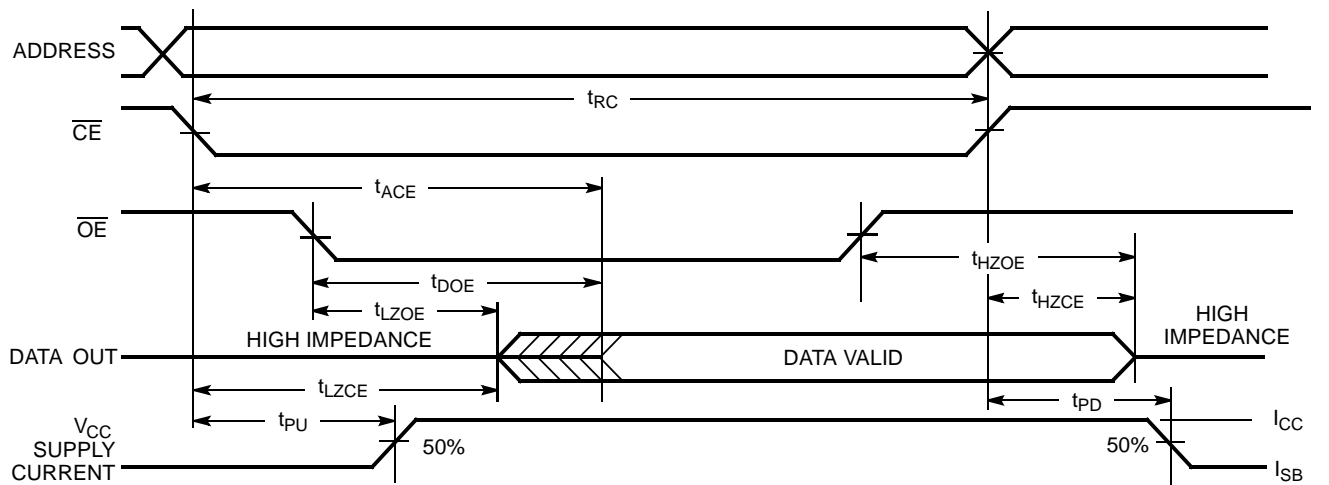 ADDRESS
tRC
CE
tACE
OE
tHZOE
tDOE
tHZCE
tLZOE
HIGH IMPEDANCE
HIGH
IMPEDANCE
DATA OUT
DATA VALID
tLZCE
tPU
tPD
VCC
SUPPLY
CURRENT
50%
50%
ICC
ISB